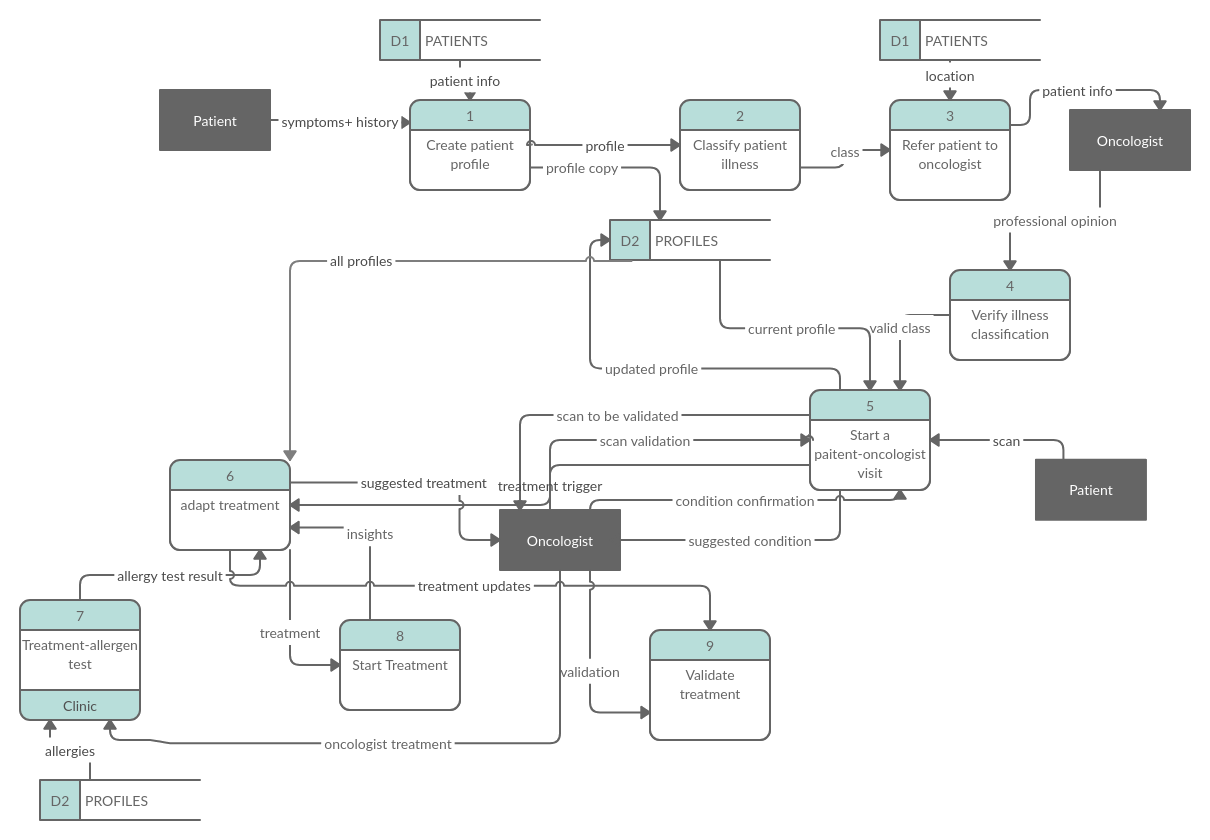 D1 PATIENTS
D1 PATIENTS
patient info
location
patient info
Patient
symptoms+ history
1
Create patient
profile
2
Classify patient
illness
3
Refer patient to
oncologist
Oncologist
profile
class
profile copy
professional opinion
D2 PROFILES
all profiles
4
Verify illness
classification
current profile
valid class
updated profile
5
Start a
paitent-oncologist
visit
scan to be validated
scan validation
scan
Patient
6
adapt treatment
suggested treatment
treatment trigger
condition confirmation
insights
Oncologist
suggested condition
allergy test result
treatment updates
7
Treatment-allergen
test
Clinic
treatment
8
Start Treatment
9
Validate
treatment
validation
oncologist treatment
allergies
D2 PROFILES